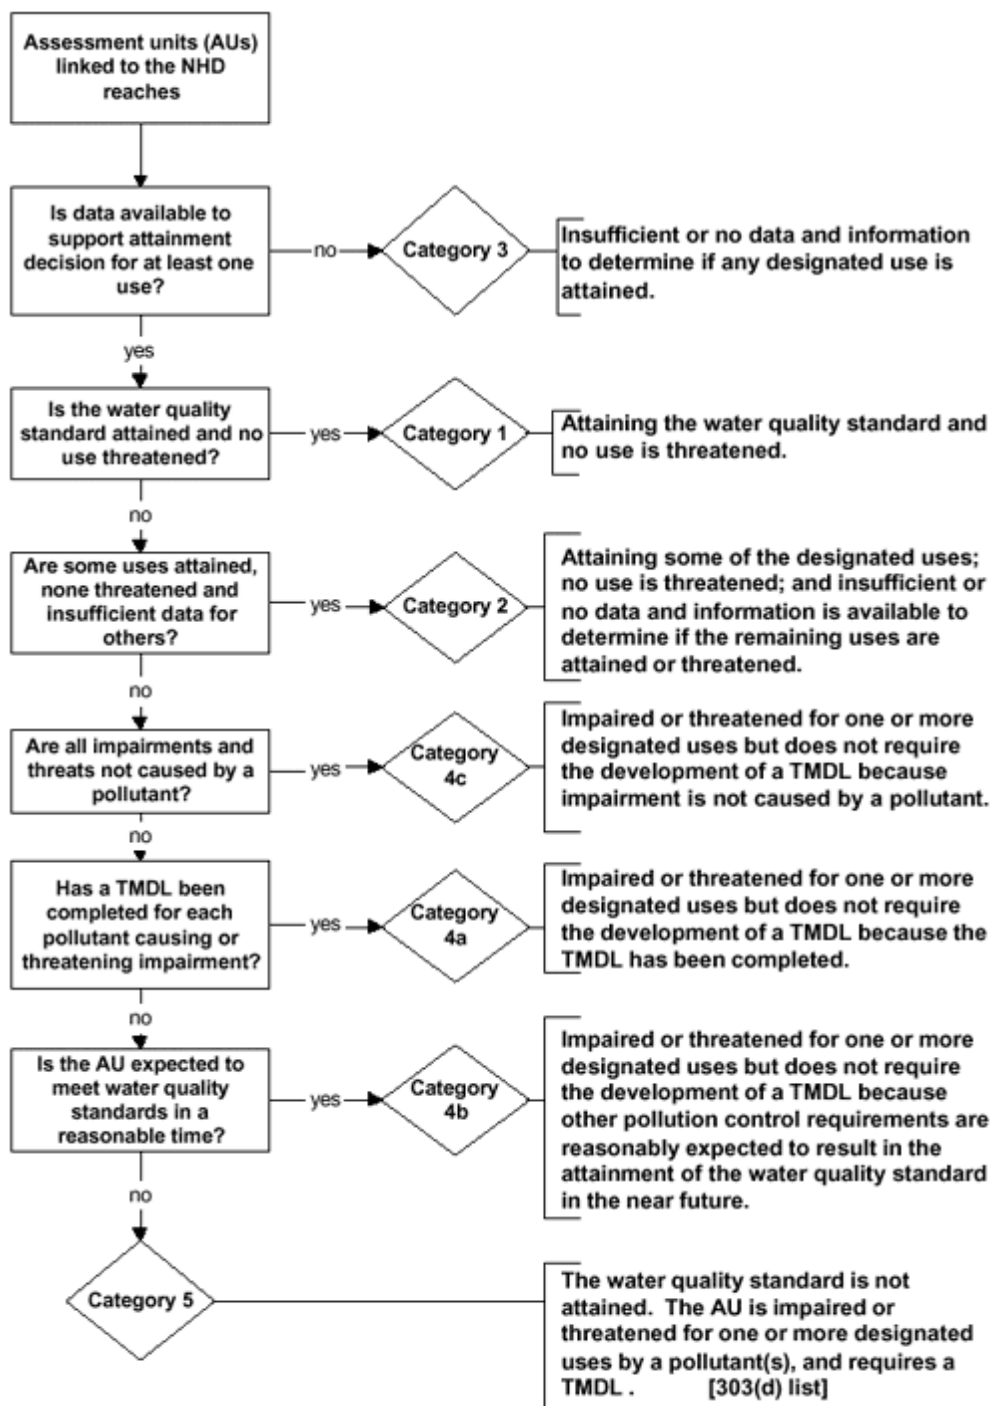 Assessment units (AUs)
linked to the NHD
reaches
Is data available to
support attainment
decision for at least one
use?
no
Category 3
Insufficient or no data and information
to determine if any designated use is
attained.
yes
Is the water quality
standard attained and no
use threatened?
yes
Category 1
Attaining the water quality standard and
no use is threatened.
no
Are some uses attained,
none threatened and
insufficient data for
others?
yes
Category 2
Attaining some of the designated uses;
no use is threatened; and insufficient or
no data and information is available to
determine if the remaining uses are
attained or threatened.
no
Are all impairments and
threats not caused by a
pollutant?
yes
Category
4c
Impaired or threatened for one or more
designated uses but does not require
the development of a TMDL because
impairment is not caused by a pollutant.
no
Has a TMDL been
completed for each
pollutant causing or
threatening impairment?
yes
Category
4a
Impaired or threatened for one or more
designated uses but does not require
the development of a TMDL because the
TMDL has been completed.
no
Is the AU expected to
meet water quality
standards in a
reasonable time?
yes
Category
4b
Impaired or threatened for one or more
designated uses but does not require
the development of a TMDL because
other pollution control requirements are
reasonably expected to result in the
attainment of the water quality standard
in the near future.
no
Category 5
The water quality standard is not
attained. The AU is impaired or
threatened for one or more designated
uses by a pollutant(s), and requires a
TMDL . [303(d) list]